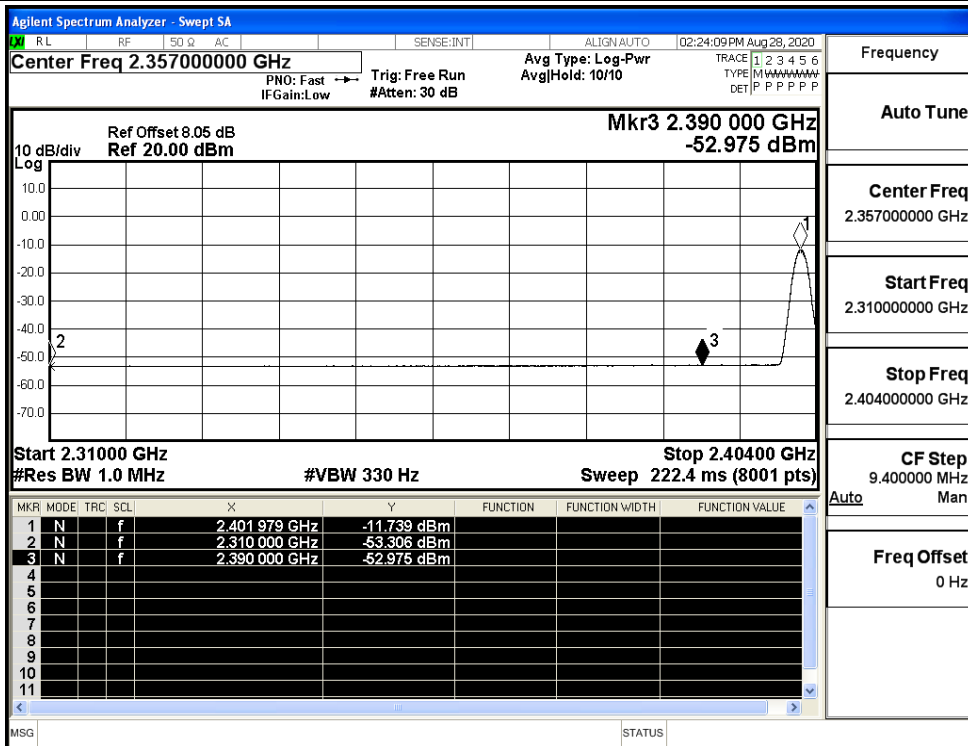 Agilent Spectrum Analyzer - Swept SA
LXI RL RF 50 Ω AC SENSE:INT ALIGN AUTO 02:24:09 PM Aug 28, 2020
Center Freq 2.357000000 GHz
PNO: Fast
IFGain:Low
Trig: Free Run
#Atten: 30 dB
Avg Type: Log-Pwr
Avg|Hold: 10/10
TRACE 1 2 3 4 5 6
TYPE M WWWWW
DET P P P P P P
Ref Offset 8.05 dB
10 dB/div Ref 20.00 dBm
Log
Mkr3 2.390 000 GHz
-52.975 dBm
10.0
0.00
-10.0
-20.0
-30.0
-40.0
-50.0
-60.0
-70.0
1
2
3
Start 2.31000 GHz Stop 2.40400 GHz
#Res BW 1.0 MHz #VBW 330 Hz Sweep 222.4 ms (8001 pts)
MKR MODE TRC SCL X Y FUNCTION FUNCTION WIDTH FUNCTION VALUE
1 N f 2.401 979 GHz -11.739 dBm
2 N f 2.310 000 GHz -53.306 dBm
3 N f 2.390 000 GHz -52.975 dBm
4
5
6
7
8
9
10
11
MSG STATUS
Frequency
Auto Tune
Center Freq
2.357000000 GHz
Start Freq
2.310000000 GHz
Stop Freq
2.404000000 GHz
CF Step
9.400000 MHz
Auto Man
Freq Offset
0 Hz